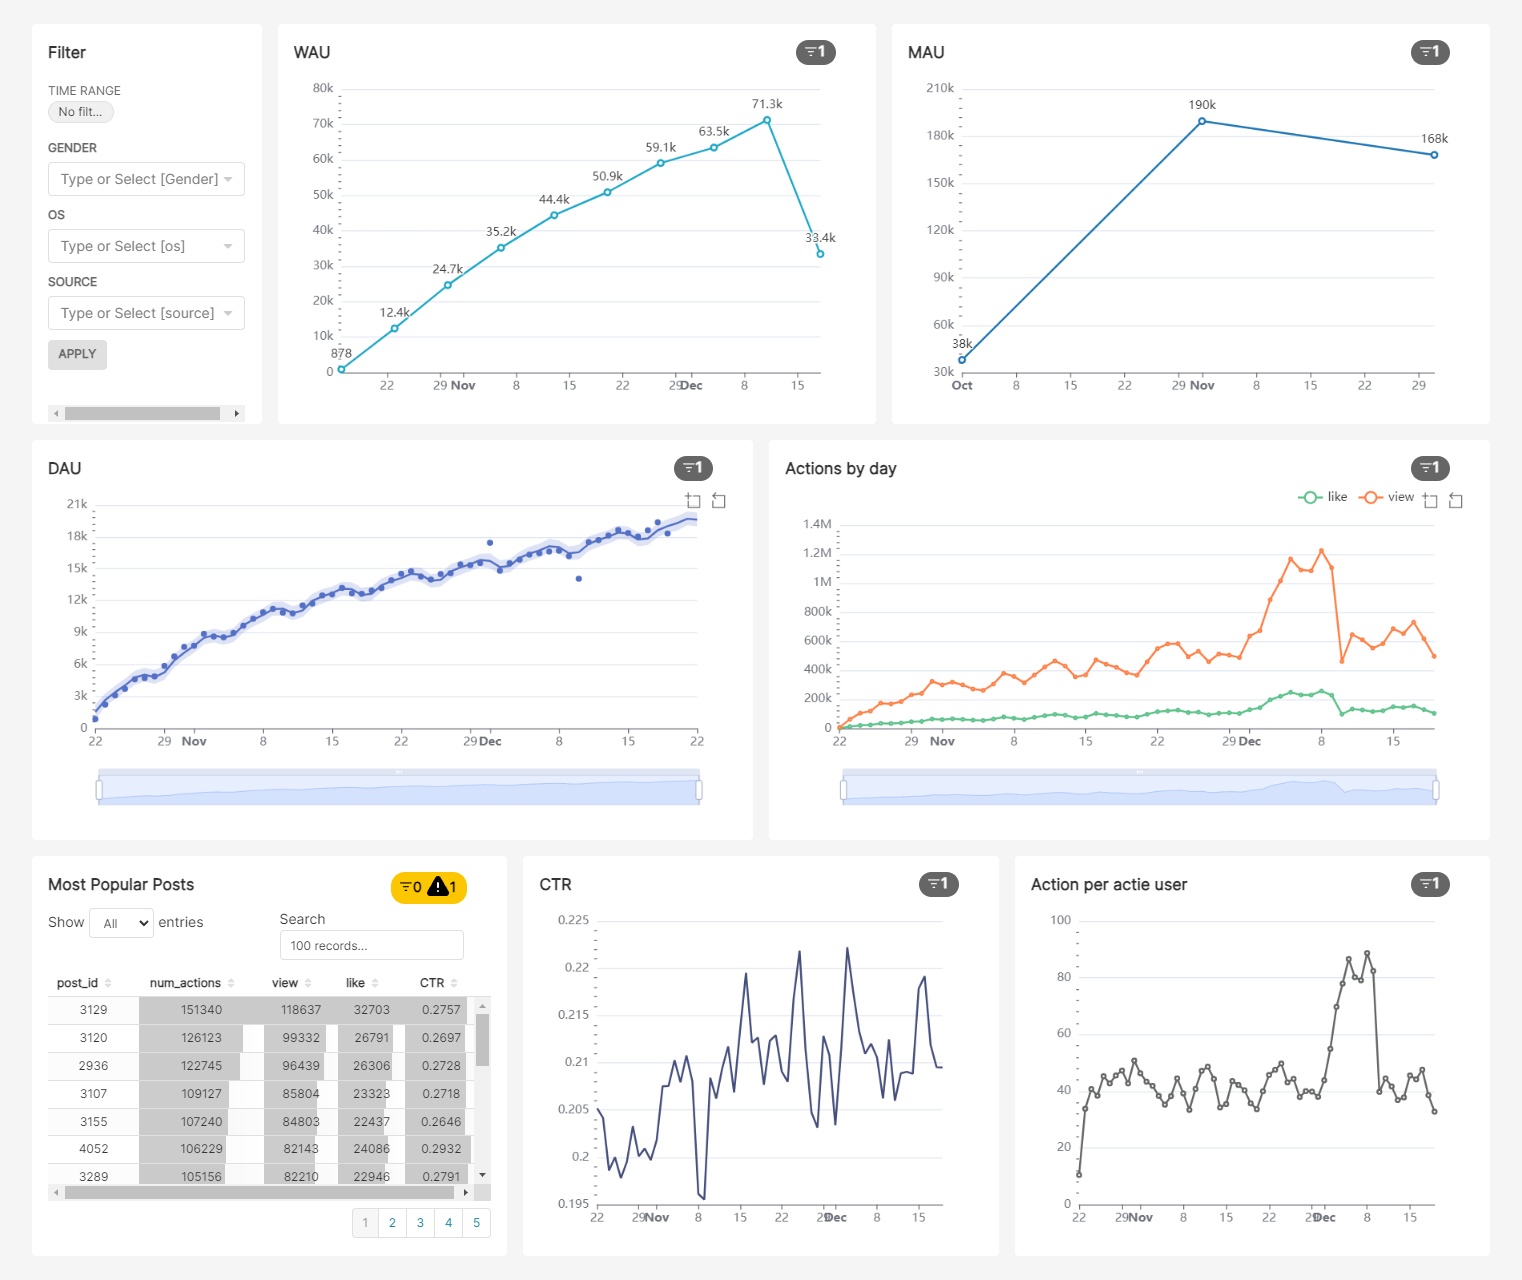 Filter
TIME RANGE
No filt...
GENDER
Type or Select [Gender]
OS
Type or Select [os]
SOURCE
Type or Select [source]
APPLY
WAU
1
80k
70k
60k
50k
40k
30k
20k
10k
0
878
12.4k
24.7k
35.2k
44.4k
50.9k
59.1k
63.5k
71.3k
33.4k
22 29 Nov 8 15 22 29 Dec 8 15
MAU
1
210k
180k
150k
120k
90k
60k
30k
38k
190k
168k
Oct 8 15 22 29 Nov 8 15 22 29
DAU
1
21k
18k
15k
12k
9k
6k
3k
0
22 29 Nov 8 15 22 29 Dec 8 15 22
Actions by day
1
like view
1.4M
1.2M
1M
800k
600k
400k
200k
0
22 29 Nov 8 15 22 29 Dec 8 15
Most Popular Posts
0 1
Show All entries
Search
100 records...
post_id num_actions view like CTR
3129 151340 118637 32703 0.2757
3120 126123 99332 26791 0.2697
2936 122745 96439 26306 0.2728
3107 109127 85804 23323 0.2718
3155 107240 84803 22437 0.2646
4052 106229 82143 24086 0.2932
3289 105156 82210 22946 0.2791
1 2 3 4 5
CTR
1
0.225
0.22
0.215
0.21
0.205
0.2
0.195
22 29 Nov 8 15 22 29 Dec 8 15
Action per actie user
1
100
80
60
40
20
0
22 29 Nov 8 15 22 29 Dec 8 15